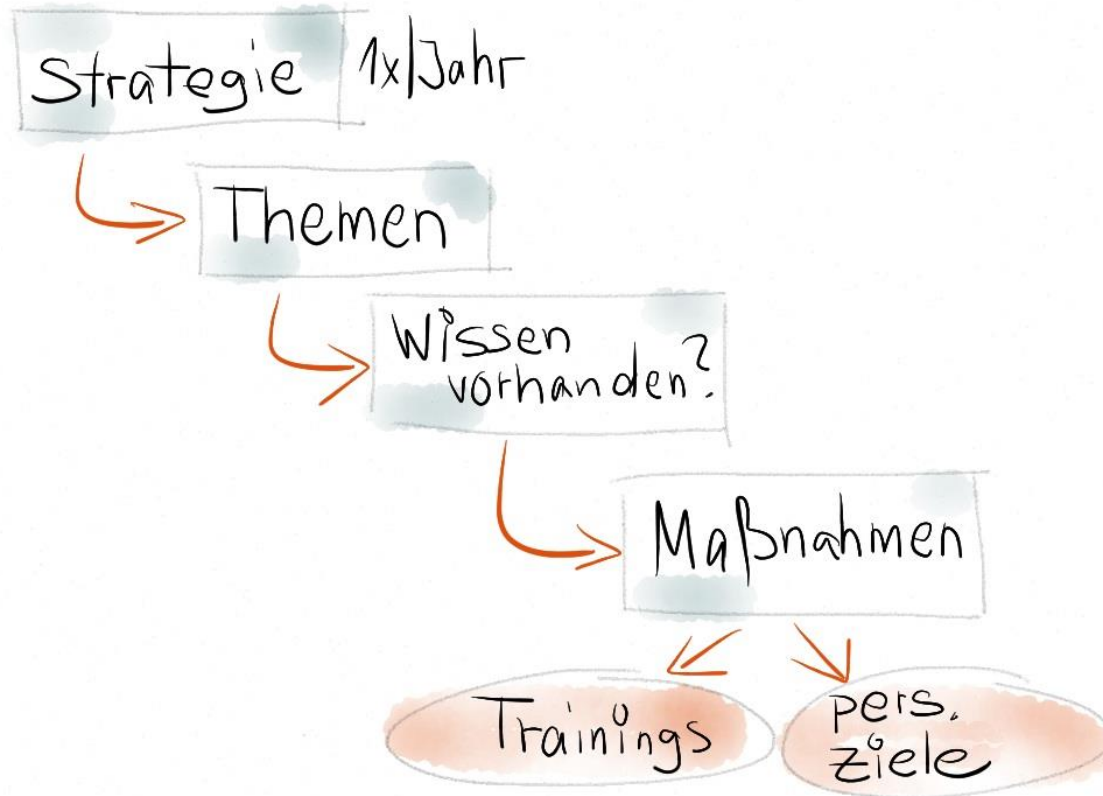 Strategie 1x/Jahr
Themen
Wissen
vorhanden?
Maßnahmen
Trainings
pers.
Ziele